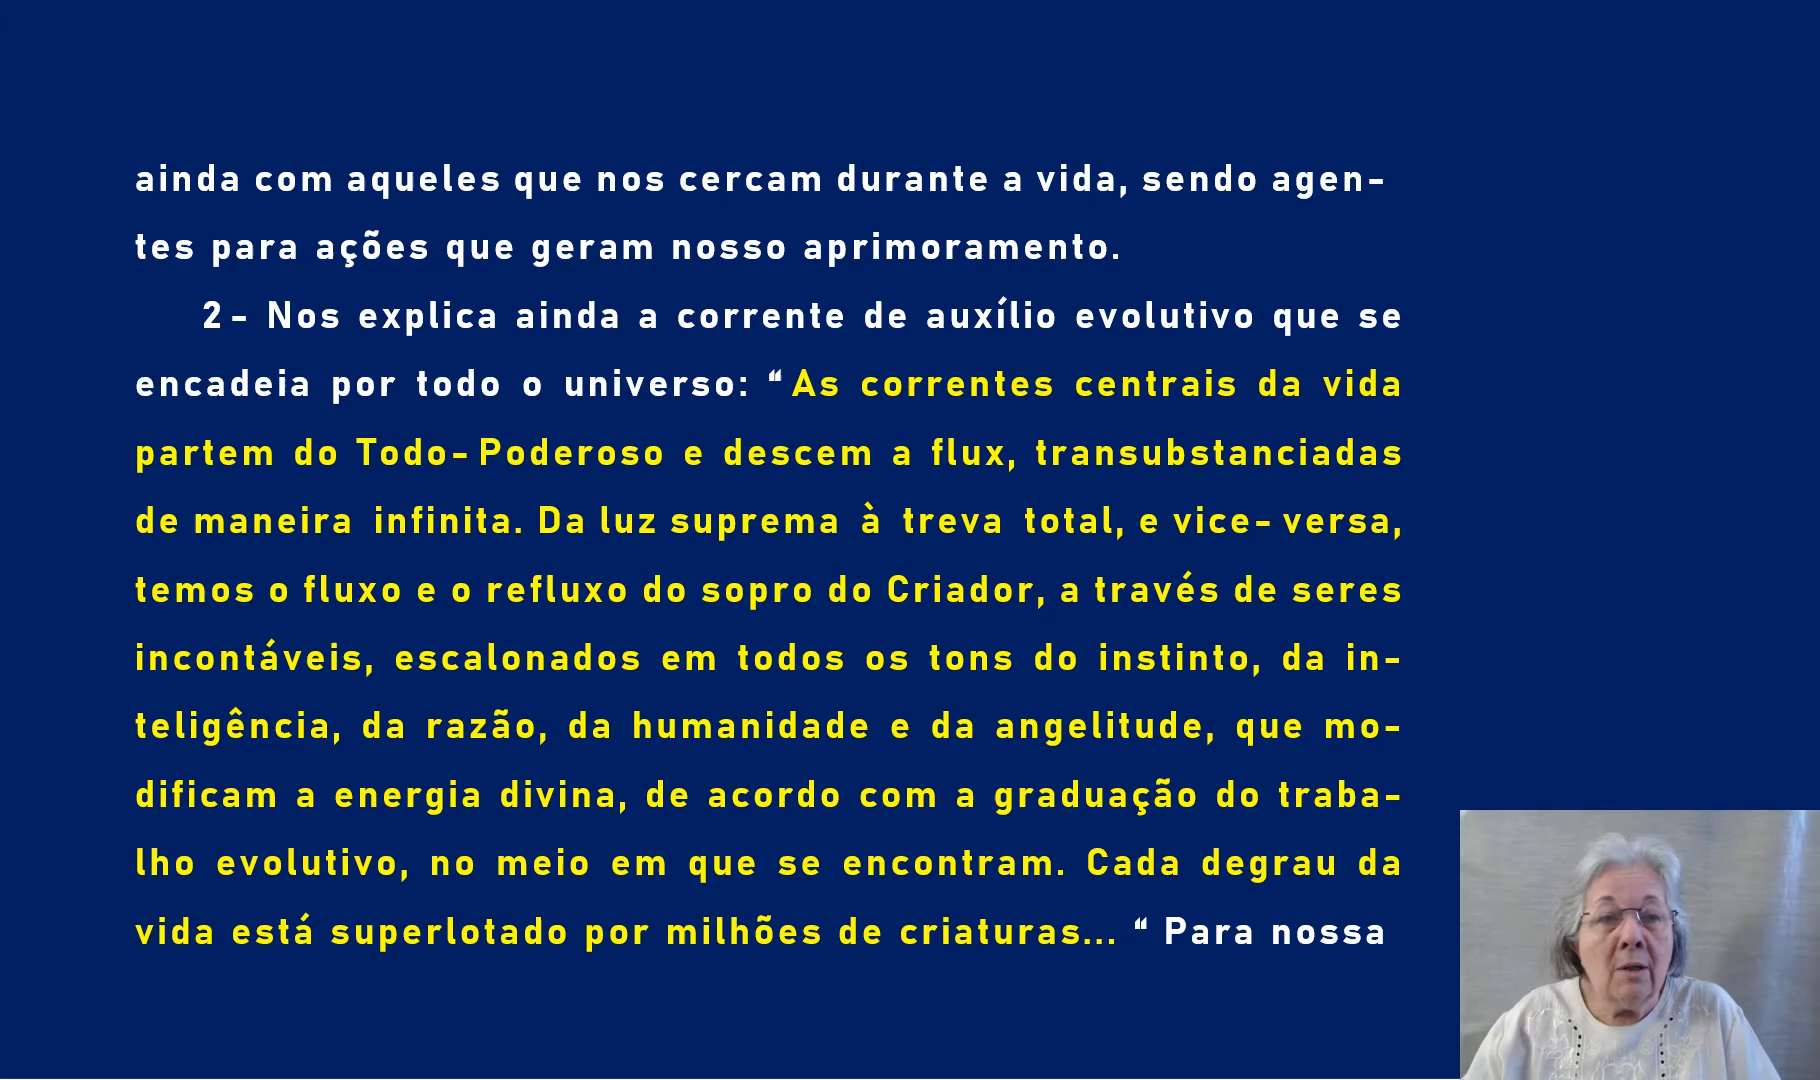 ainda com aqueles que nos cercam durante a vida, sendo agen-
tes para ações que geram nosso aprimoramento.
2- Nos explica ainda a corrente de auxílio evolutivo que se
encadeia por todo o universo: “As correntes centrais da vida
partem do Todo-Poderoso e descem a flux, transubstanciadas
de maneira infinita. Da luz suprema à treva total, e vice-versa,
temos o fluxo e o refluxo do sopro do Criador, a través de seres
incontáveis, escalonados em todos os tons do instinto, da in-
teligência, da razão, da humanidade e da angelitude, que mo-
dificam a energia divina, de acordo com a graduação do traba-
lho evolutivo, no meio em que se encontram. Cada degrau da
vida está superlotado por milhões de criaturas... “ Para nossa